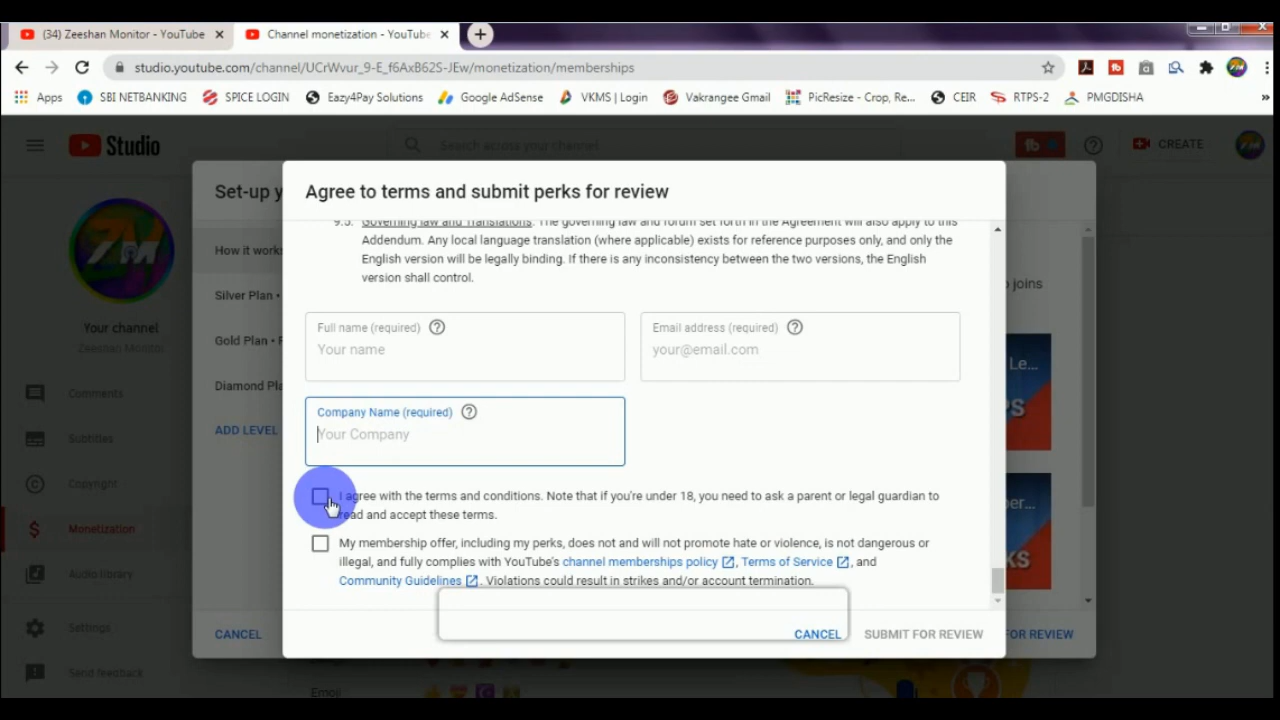 (34) Zeeshan Monitor - YouTube
Channel monetization - YouTube
studio.youtube.com/channel/UCrWvur_9-E_f6AxB62S-JEw/monetization/memberships
Apps SBI NETBANKING SPICE LOGIN Eazy4Pay Solutions Google AdSense VKMS | Login Vakrangee Gmail PicResize - Crop, Re... CEIR RTPS-2 PMGDISHA »
Studio
Search across your channel
CREATE
Set-up y
Agree to terms and submit perks for review
9.5. Governing law and Translations. The governing law and forum set forth in the Agreement will also apply to this
Addendum. Any local language translation (where applicable) exists for reference purposes only, and only the
English version will be legally binding. If there is any inconsistency between the two versions, the English
version shall control.
How it works
joins
Silver Plan •
Full name (required)
Your name
Email address (required)
your@email.com
Your channel
Zeeshan Monitor
Gold Plan •
Le...
Diamond Pla
Comments
PS
Company Name (required)
Your Company
ADD LEVEL
Subtitles
Copyright
I agree with the terms and conditions. Note that if you're under 18, you need to ask a parent or legal guardian to
read and accept these terms.
er...
Monetization
My membership offer, including my perks, does not and will not promote hate or violence, is not dangerous or
illegal, and fully complies with YouTube's channel memberships policy, Terms of Service, and
Community Guidelines. Violations could result in strikes and/or account termination.
KS
Audio library
Settings
CANCEL
CANCEL
SUBMIT FOR REVIEW
OR REVIEW
Send feedback
Emoji